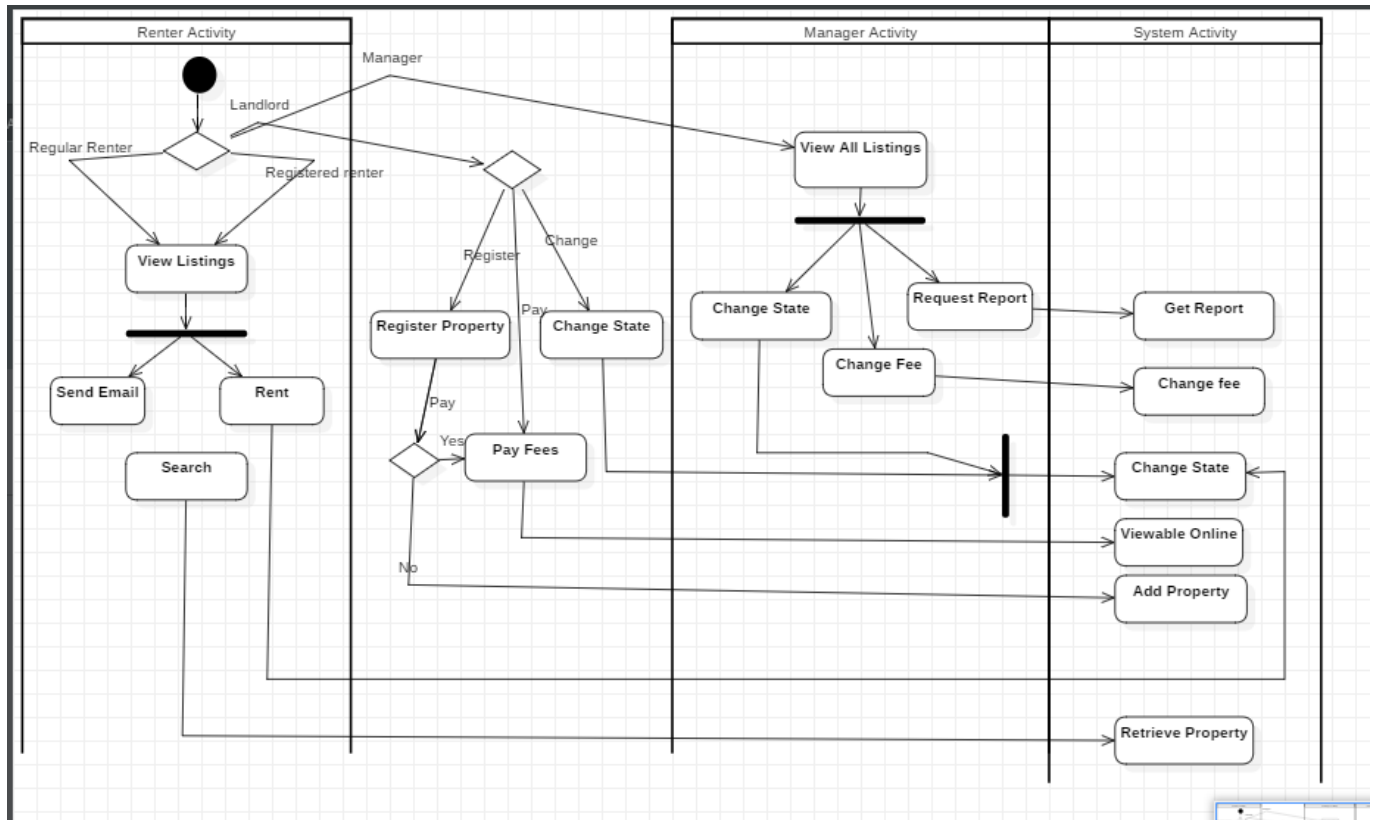 Renter Activity
Manager Activity
System Activity
Manager
Landlord
Regular Renter
Registered renter
View All Listings
View Listings
Register
Change
Pay
Register Property
Change State
Change State
Request Report
Get Report
Change Fee
Change fee
Send Email
Rent
Pay
Yes
Pay Fees
Search
Change State
Viewable Online
No
Add Property
Retrieve Property